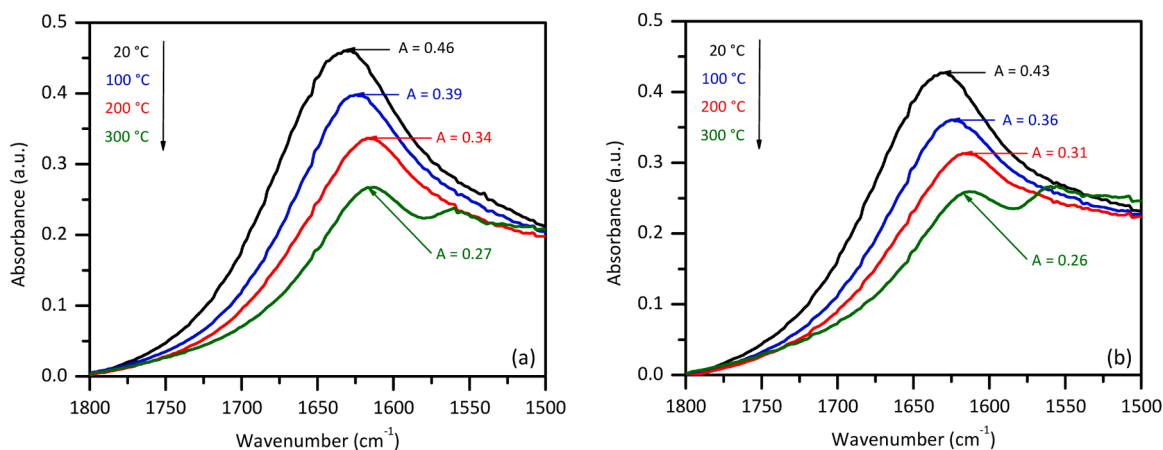 0.5
0.4
0.3
0.2
0.1
0.0
Absorbance (a.u.)
20 °C
100 °C
200 °C
300 °C
A = 0.46
A = 0.39
A = 0.34
A = 0.27
(a)
1800 1750 1700 1650 1600 1550 1500
Wavenumber (cm⁻¹)
0.5
0.4
0.3
0.2
0.1
0.0
Absorbance (a.u.)
20 °C
100 °C
200 °C
300 °C
A = 0.43
A = 0.36
A = 0.31
A = 0.26
(b)
1800 1750 1700 1650 1600 1550 1500
Wavenumber (cm⁻¹)